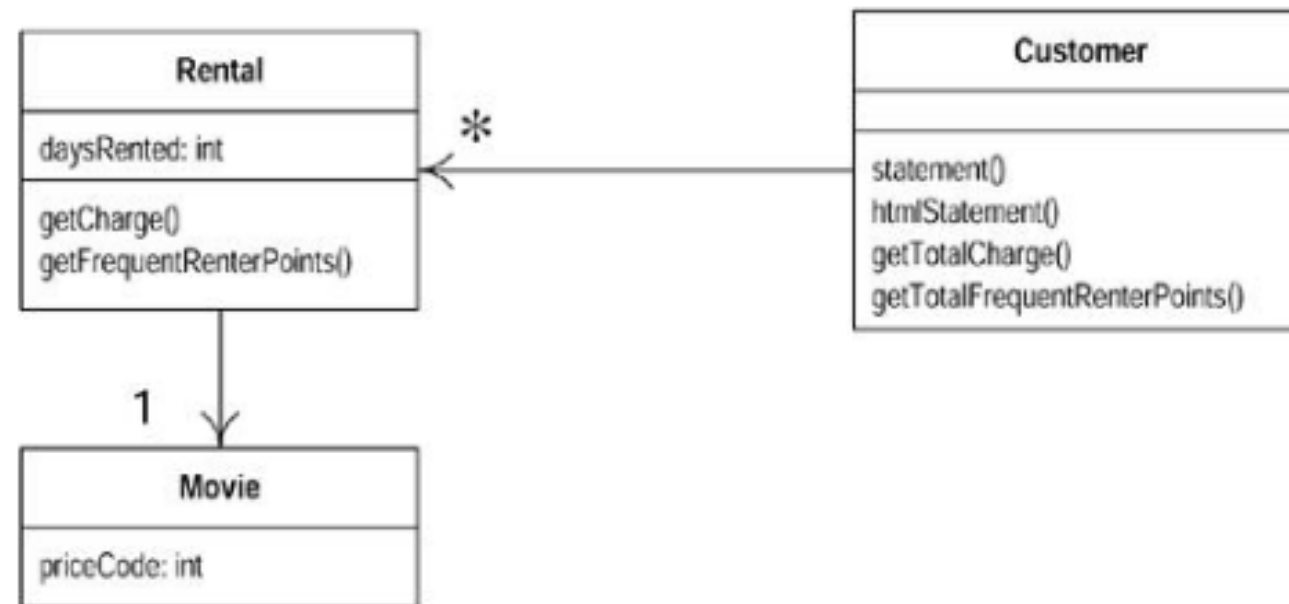 Rental
daysRented: int
getCharge()
getFrequentRenterPoints()
*
Customer
statement()
htmlStatement()
getTotalCharge()
getTotalFrequentRenterPoints()
1
Movie
priceCode: int